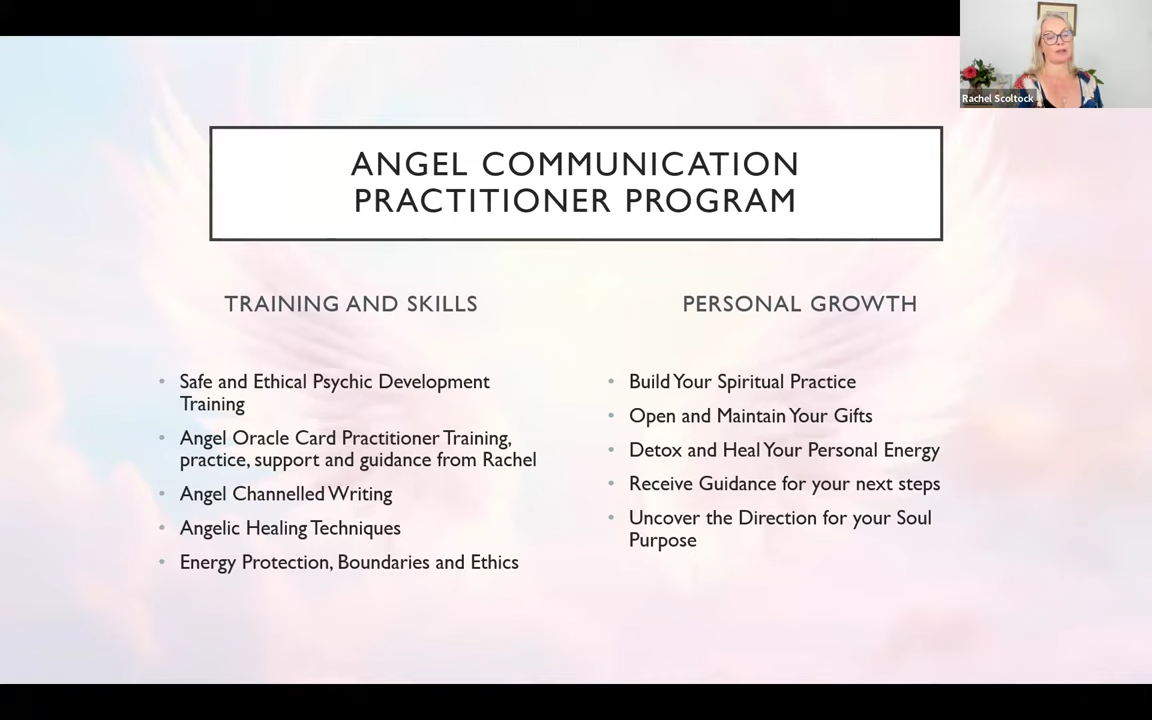 Rachel Scoltock
ANGEL COMMUNICATION
PRACTITIONER PROGRAM
TRAINING AND SKILLS
• Safe and Ethical Psychic Development
Training
• Angel Oracle Card Practitioner Training,
practice, support and guidance from Rachel
• Angel Channelled Writing
• Angelic Healing Techniques
• Energy Protection, Boundaries and Ethics
PERSONAL GROWTH
• Build Your Spiritual Practice
• Open and Maintain Your Gifts
• Detox and Heal Your Personal Energy
• Receive Guidance for your next steps
• Uncover the Direction for your Soul
Purpose